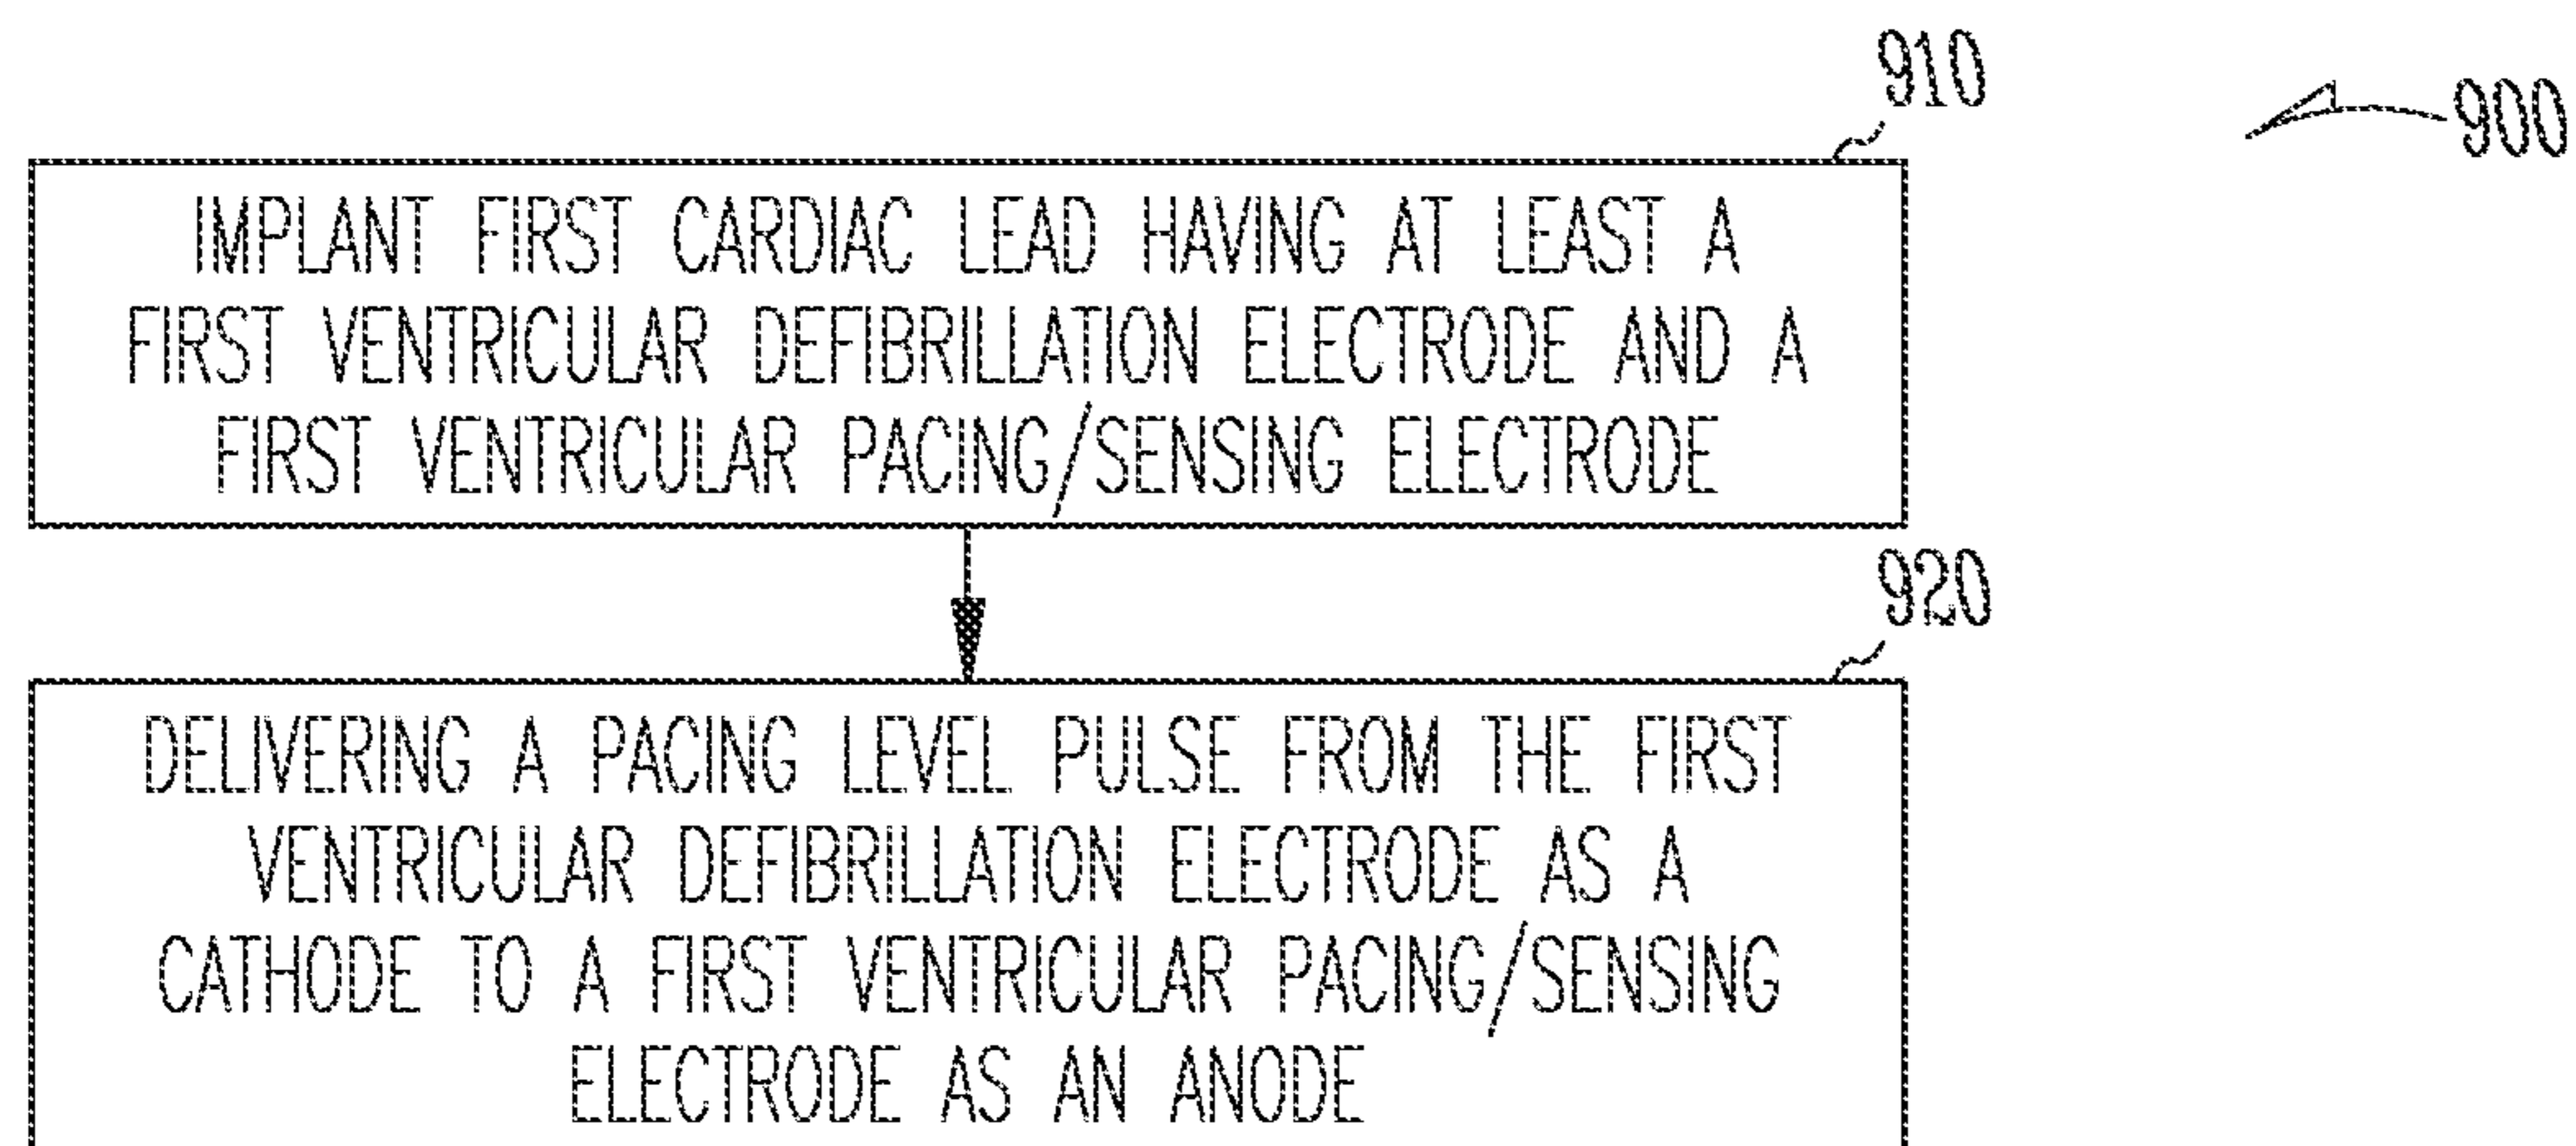 910
900
IMPLANT FIRST CARDIAC LEAD HAVING AT LEAST A
FIRST VENTRICULAR DEFIBRILLATION ELECTRODE AND A
FIRST VENTRICULAR PACING/SENSING ELECTRODE
920
DELIVERING A PACING LEVEL PULSE FROM THE FIRST
VENTRICULAR DEFIBRILLATION ELECTRODE AS A
CATHODE TO A FIRST VENTRICULAR PACING/SENSING
ELECTRODE AS AN ANODE